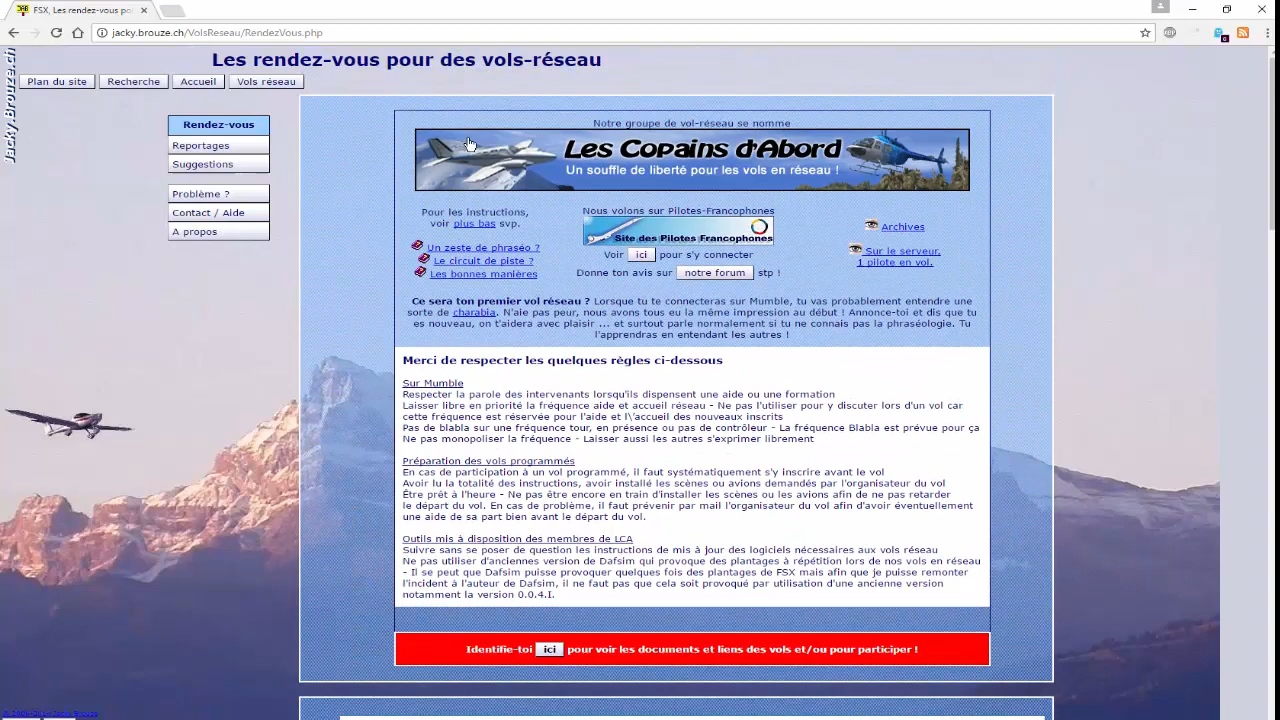 FSX, Les rendez-vous po
jacky.brouze.ch/VolsReseau/RendezVous.php
Jacky.Brouze.ch
Les rendez-vous pour des vols-réseau
Plan du site
Recherche
Accueil
Vols réseau
Rendez-vous
Reportages
Suggestions
Problème ?
Contact / Aide
A propos
Notre groupe de vol-réseau se nomme
Les Copains d'Abord
Un souffle de liberté pour les vols en réseau !
Pour les instructions,
voir plus bas svp.
Un zeste de phraséo ?
Le circuit de piste ?
Les bonnes manières
Nous volons sur Pilotes-Francophones
Site des Pilotes Francophones
Voir ici pour s'y connecter
Donne ton avis sur notre forum stp !
Archives
Sur le serveur,
1 pilote en vol.
Ce sera ton premier vol réseau ? Lorsque tu te connecteras sur Mumble, tu vas probablement entendre une
sorte de charabia. N'aie pas peur, nous avons tous eu la même impression au début ! Annonce-toi et dis que tu
es nouveau, on t'aidera avec plaisir ... et surtout parle normalement si tu ne connais pas la phraséologie. Tu
l'apprendras en entendant les autres !
Merci de respecter les quelques règles ci-dessous
Sur Mumble
Respecter la parole des intervenants lorsqu'ils dispensent une aide ou une formation
Laisser libre en priorité la fréquence aide et accueil réseau - Ne pas l'utiliser pour y discuter lors d'un vol car
cette fréquence est réservée pour l'aide et l\'accueil des nouveaux inscrits
Pas de blabla sur une fréquence tour, en présence ou pas de contrôleur - La fréquence Blabla est prévue pour ça
Ne pas monopoliser la fréquence - Laisser aussi les autres s'exprimer librement
Préparation des vols programmés
En cas de participation à un vol programmé, il faut systématiquement s'y inscrire avant le vol
Avoir lu la totalité des instructions, avoir installé les scènes ou avions demandés par l'organisateur du vol
Être prêt à l'heure - Ne pas être encore en train d'installer les scènes ou les avions afin de ne pas retarder
le départ du vol. En cas de problème, il faut prévenir par mail l'organisateur du vol afin d'avoir éventuellement
une aide de sa part bien avant le départ du vol.
Outils mis à disposition des membres de LCA
Suivre sans se poser de question les instructions de mis à jour des logiciels nécessaires aux vols réseau
Ne pas utiliser d'anciennes version de Dafsim qui provoque des plantages à répétition lors de nos vols en réseau
- Il se peut que Dafsim puisse provoquer quelques fois des plantages de FSX mais afin que je puisse remonter
l'incident à l'auteur de Dafsim, il ne faut pas que cela soit provoqué par utilisation d'une ancienne version
notamment la version 0.0.4.I.
Identifie-toi ici pour voir les documents et liens des vols et/ou pour participer !